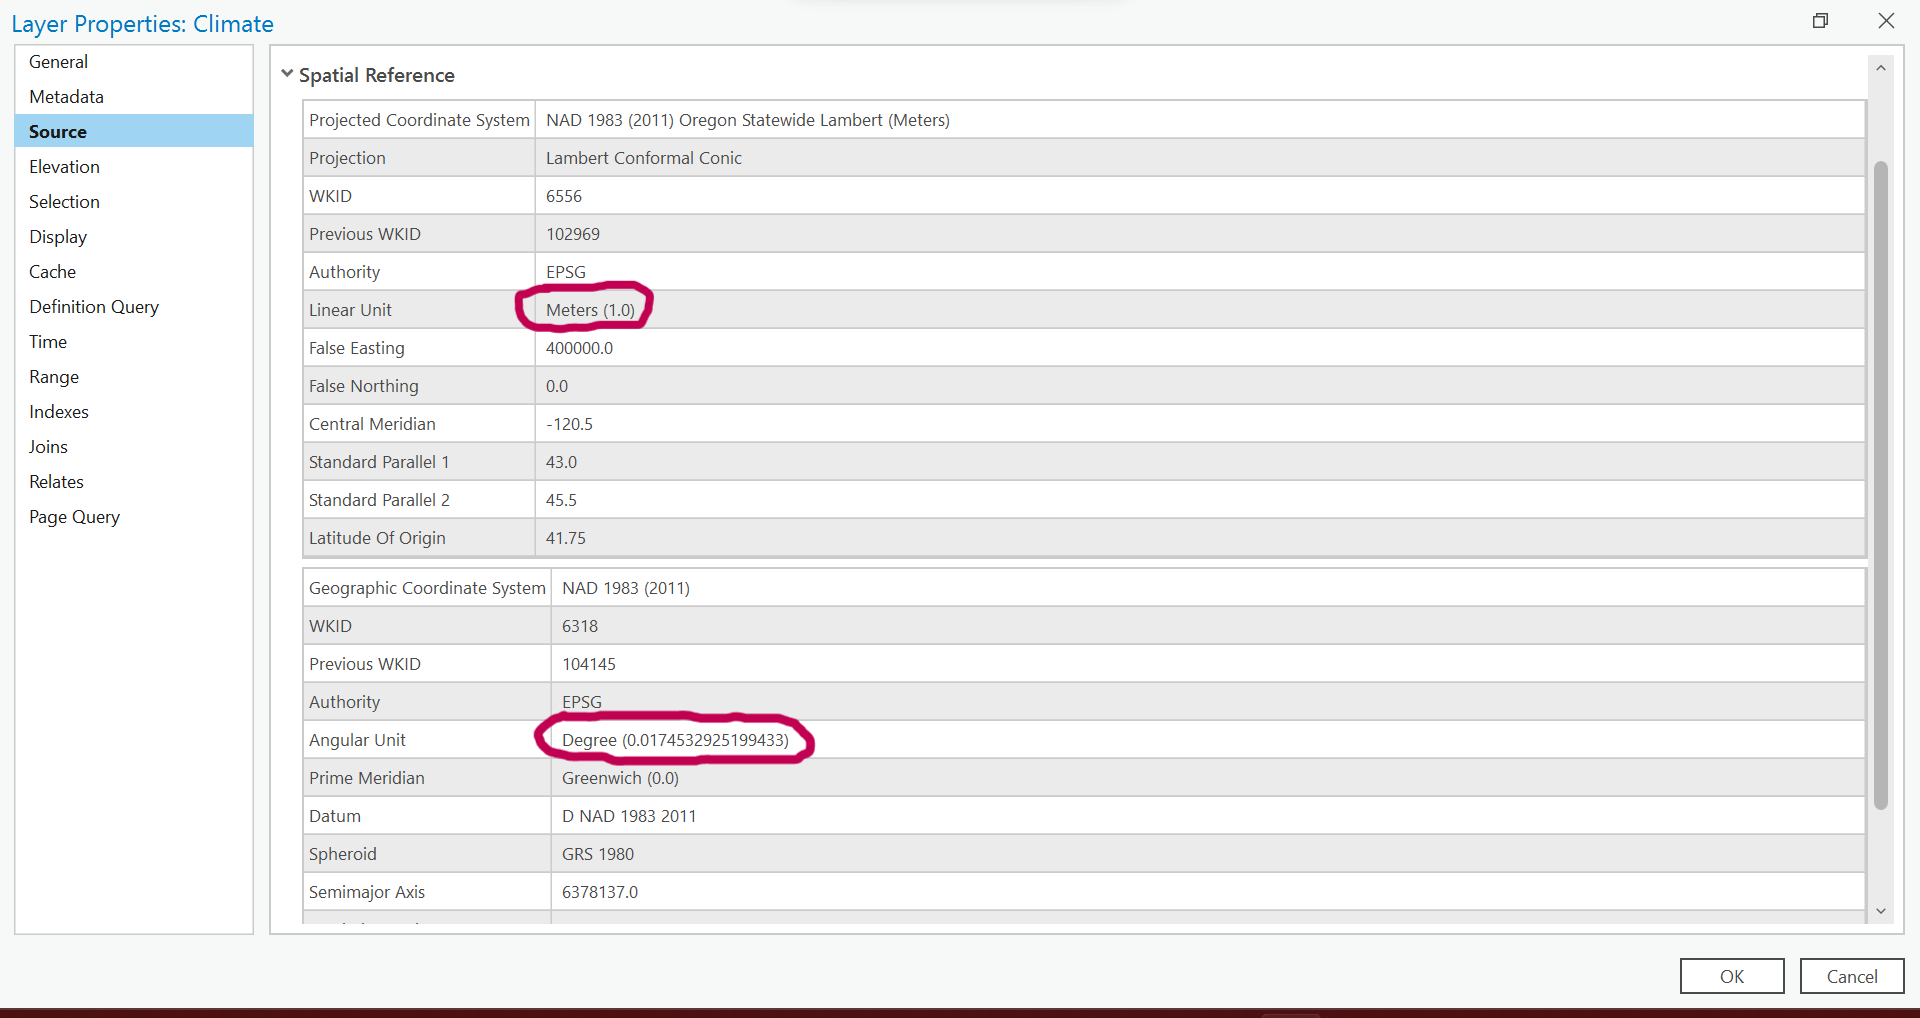 Layer Properties: Climate
General
Metadata
Source
Elevation
Selection
Display
Cache
Definition Query
Time
Range
Indexes
Joins
Relates
Page Query
Spatial Reference
Projected Coordinate System NAD 1983 (2011) Oregon Statewide Lambert (Meters)
Projection Lambert Conformal Conic
WKID 6556
Previous WKID 102969
Authority EPSG
Linear Unit Meters (1.0)
False Easting 400000.0
False Northing 0.0
Central Meridian -120.5
Standard Parallel 1 43.0
Standard Parallel 2 45.5
Latitude Of Origin 41.75
Geographic Coordinate System NAD 1983 (2011)
WKID 6318
Previous WKID 104145
Authority EPSG
Angular Unit Degree (0.0174532925199433)
Prime Meridian Greenwich (0.0)
Datum D NAD 1983 2011
Spheroid GRS 1980
Semimajor Axis 6378137.0
OK Cancel